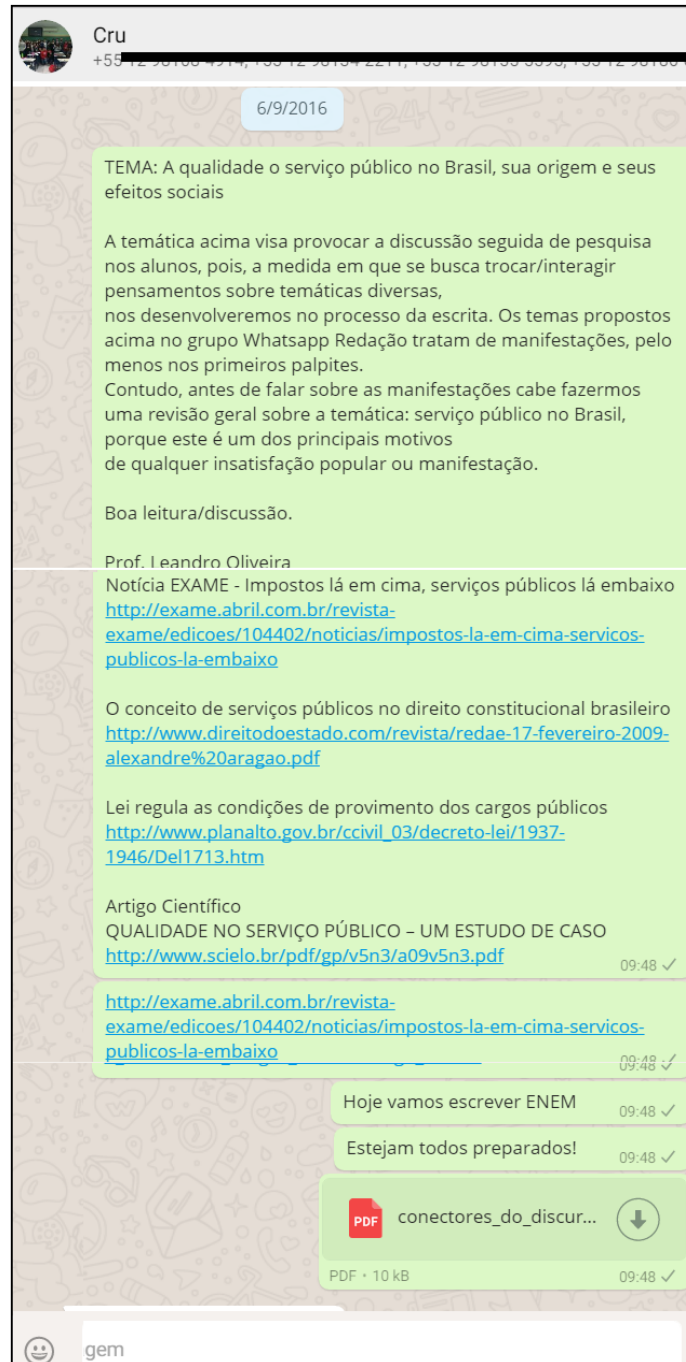 Cru
6/9/2016
TEMA: A qualidade o serviço público no Brasil, sua origem e seus
efeitos sociais
A temática acima visa provocar a discussão seguida de pesquisa
nos alunos, pois, a medida em que se busca trocar/interagir
pensamentos sobre temáticas diversas,
nos desenvolveremos no processo da escrita. Os temas propostos
acima no grupo Whatsapp Redação tratam de manifestações, pelo
menos nos primeiros palpites.
Contudo, antes de falar sobre as manifestações cabe fazermos
uma revisão geral sobre a temática: serviço público no Brasil,
porque este é um dos principais motivos
de qualquer insatisfação popular ou manifestação.
Boa leitura/discussão.
Prof. Leandro Oliveira
Notícia EXAME - Impostos lá em cima, serviços públicos lá embaixo
http://exame.abril.com.br/revista-
exame/edicoes/104402/noticias/impostos-la-em-cima-servicos-
publicos-la-embaixo
O conceito de serviços públicos no direito constitucional brasileiro
http://www.direitodoestado.com/revista/redae-17-fevereiro-2009-
alexandre%20aragao.pdf
Lei regula as condições de provimento dos cargos públicos
http://www.planalto.gov.br/ccivil_03/decreto-lei/1937-
1946/Del1713.htm
Artigo Científico
QUALIDADE NO SERVIÇO PÚBLICO – UM ESTUDO DE CASO
http://www.scielo.br/pdf/gp/v5n3/a09v5n3.pdf
09:48
http://exame.abril.com.br/revista-
exame/edicoes/104402/noticias/impostos-la-em-cima-servicos-
publicos-la-embaixo
09:48
Hoje vamos escrever ENEM
09:48
Estejam todos preparados!
09:48
PDF conectores_do_discur...
PDF • 10 kB 09:48
gem